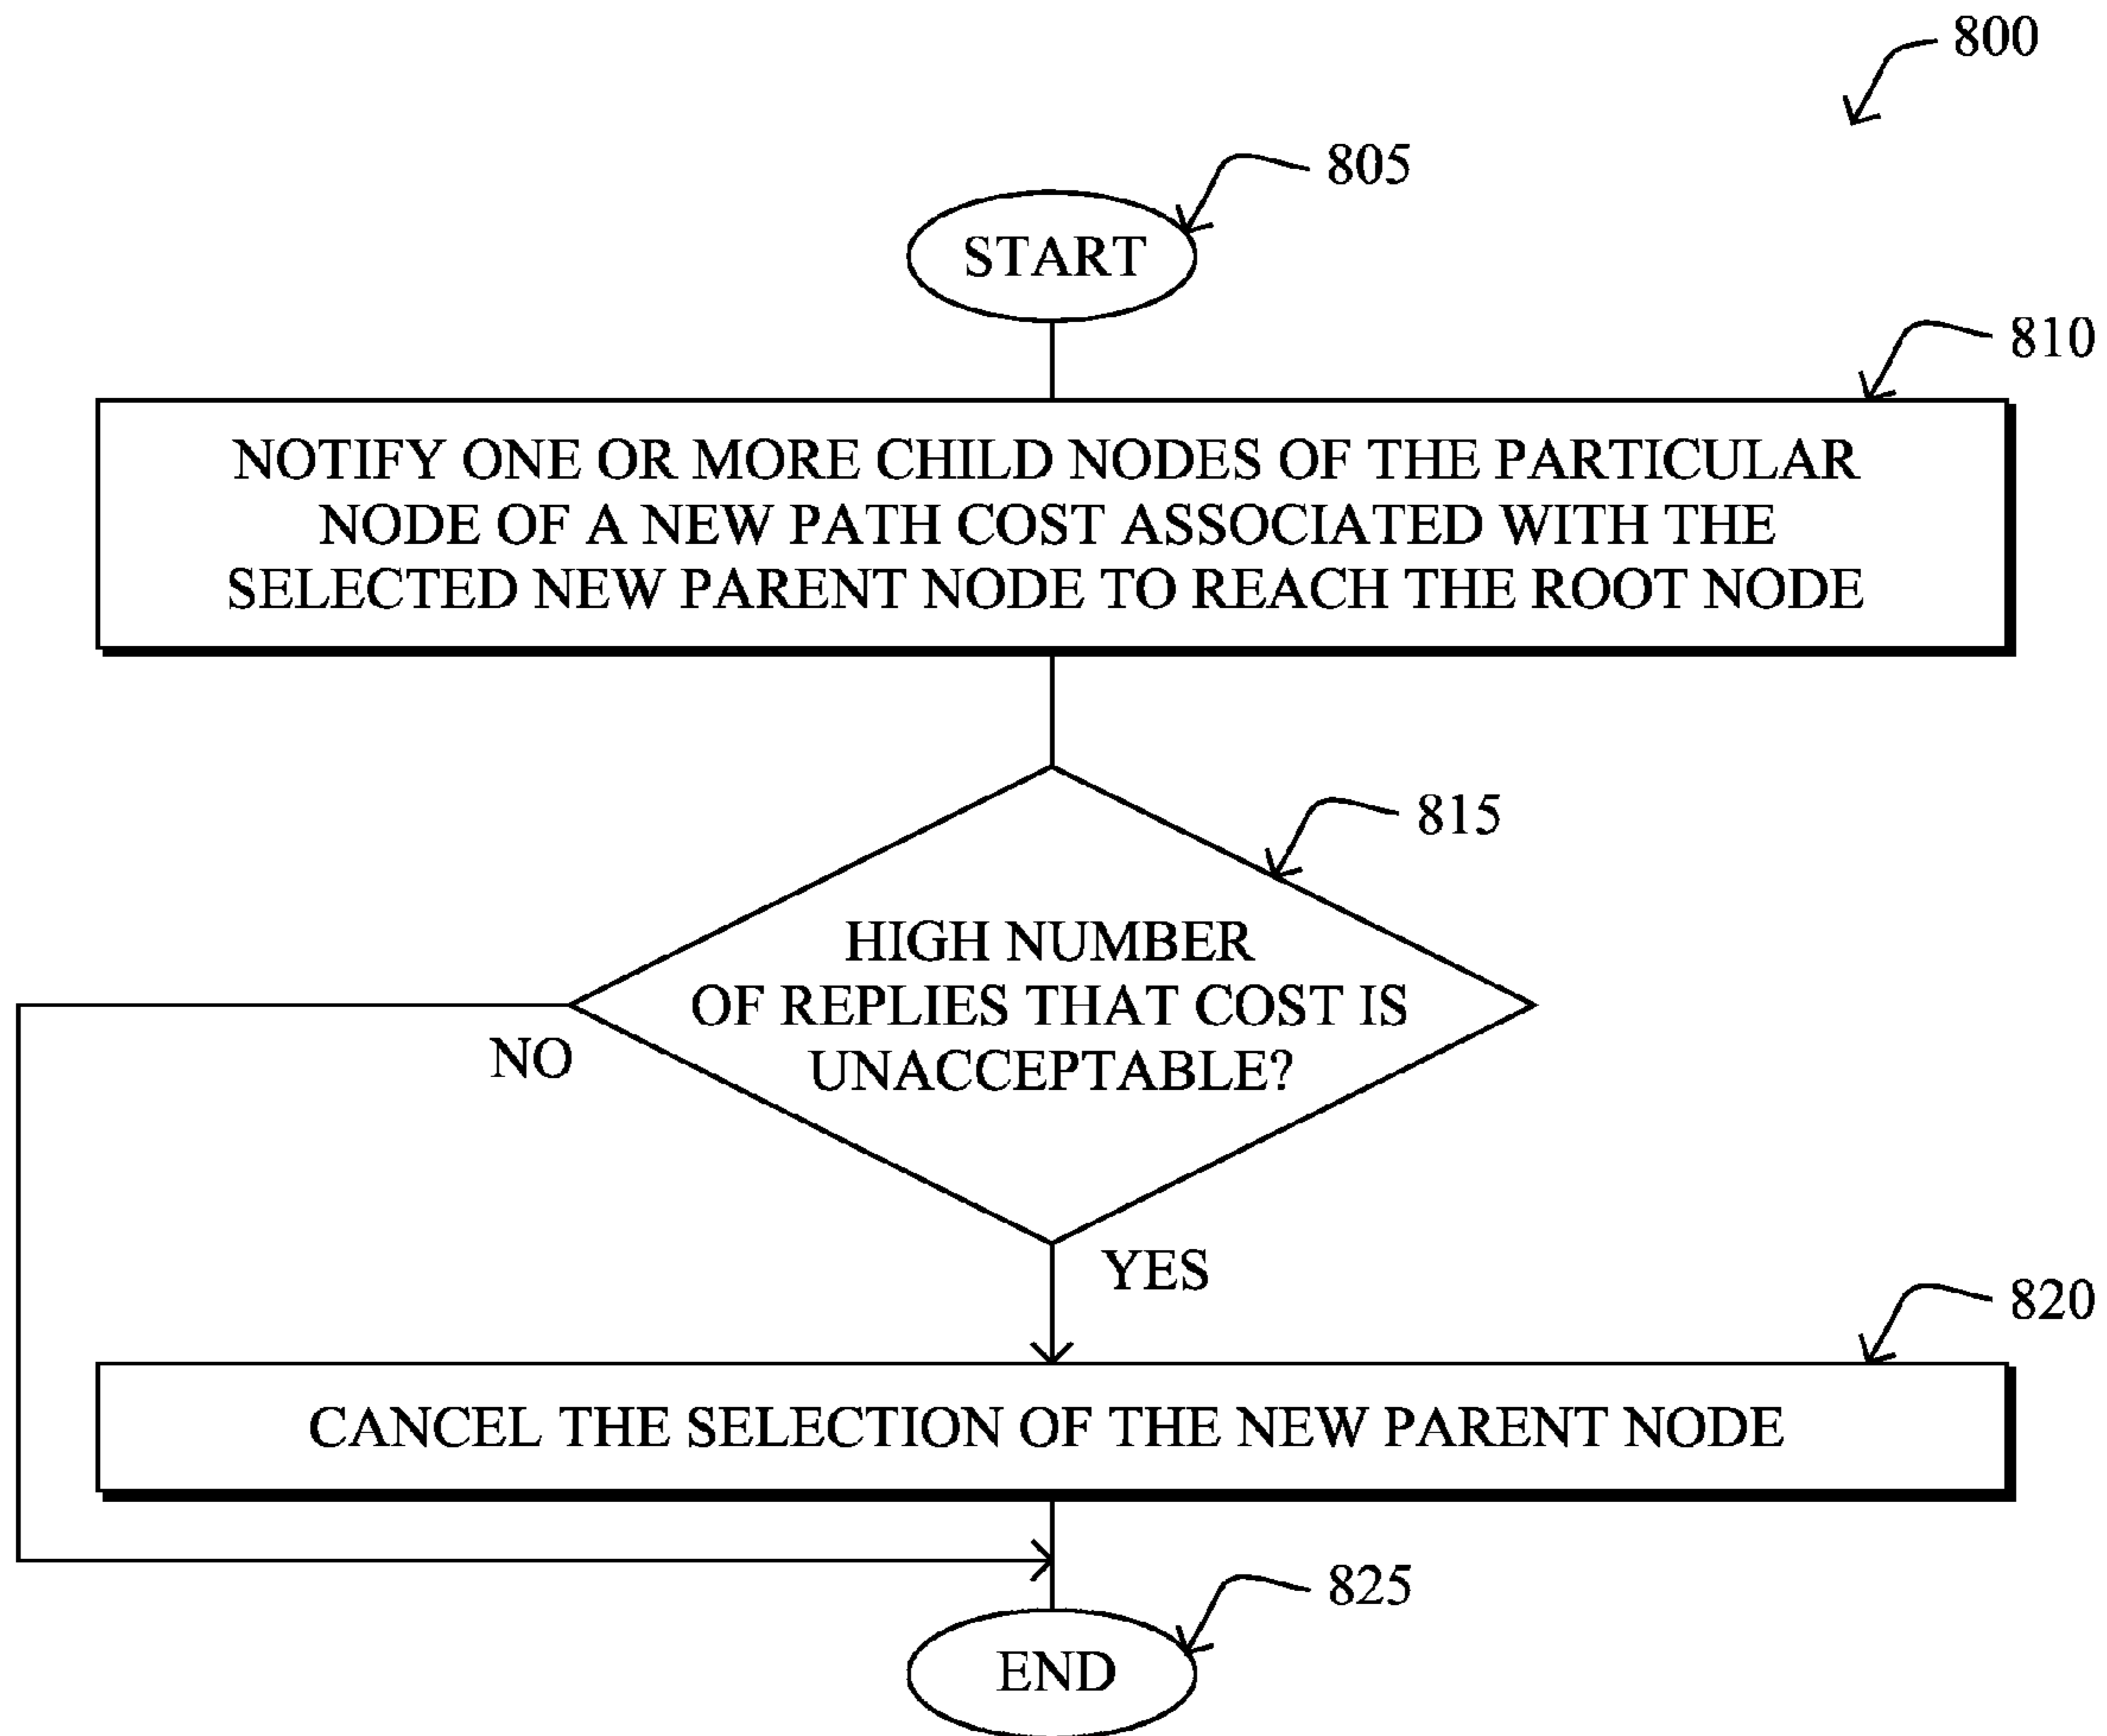 800
805
START
810
NOTIFY ONE OR MORE CHILD NODES OF THE PARTICULAR
NODE OF A NEW PATH COST ASSOCIATED WITH THE
SELECTED NEW PARENT NODE TO REACH THE ROOT NODE
815
HIGH NUMBER
OF REPLIES THAT COST IS
UNACCEPTABLE?
NO
YES
820
CANCEL THE SELECTION OF THE NEW PARENT NODE
825
END